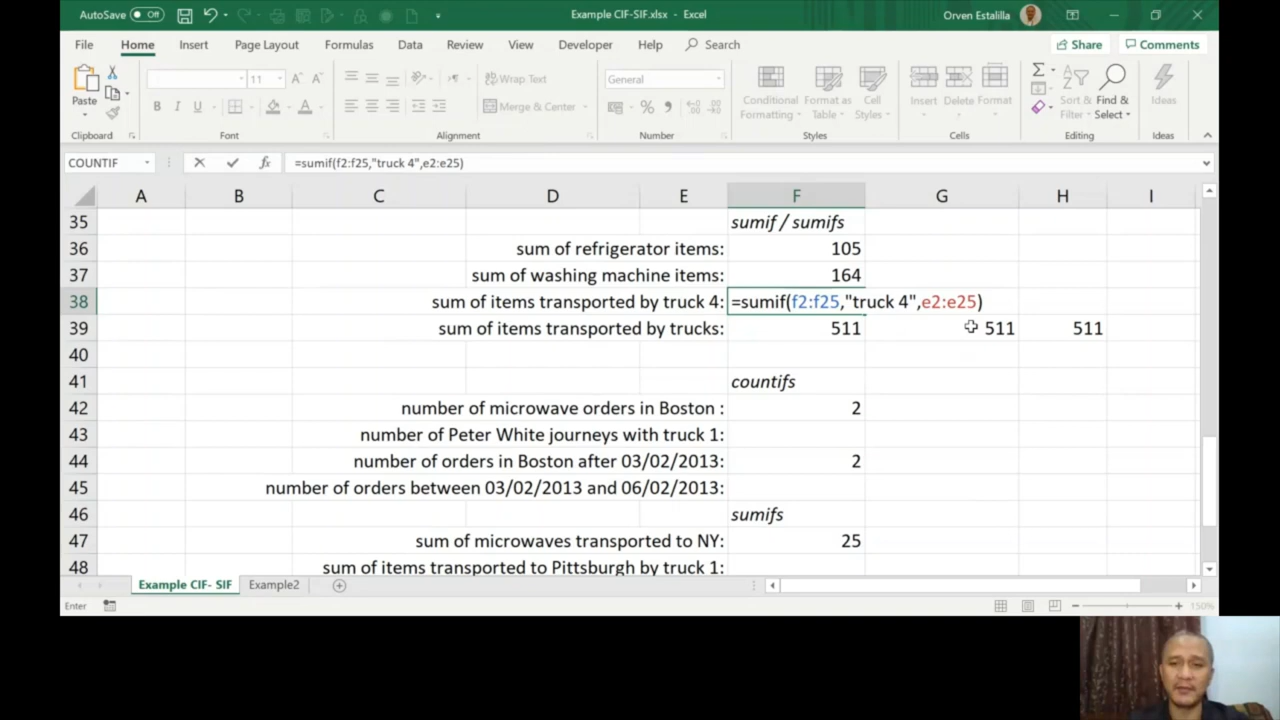 AutoSave Off Example CIF-SIF.xlsx - Excel Orven Estalilla
File Home Insert Page Layout Formulas Data Review View Developer Help Search Share Comments
Paste 11 Wrap Text General Conditional Formatting Format as Table Cell Styles Insert Delete Format Sort & Filter Find & Select Ideas
B I U Merge & Center
Clipboard Font Alignment Number Styles Cells Editing Ideas
COUNTIF =sumif(f2:f25,"truck 4",e2:e25)
A B C D E F G H I
35 sumif / sumifs
36 sum of refrigerator items: 105
37 sum of washing machine items: 164
38 sum of items transported by truck 4: =sumif(f2:f25,"truck 4",e2:e25)
39 sum of items transported by trucks: 511 511 511
40
41 countifs
42 number of microwave orders in Boston : 2
43 number of Peter White journeys with truck 1:
44 number of orders in Boston after 03/02/2013: 2
45 number of orders between 03/02/2013 and 06/02/2013:
46 sumifs
47 sum of microwaves transported to NY: 25
48 sum of items transported to Pittsburgh by truck 1:
Example CIF- SIF Example2
Enter 150%